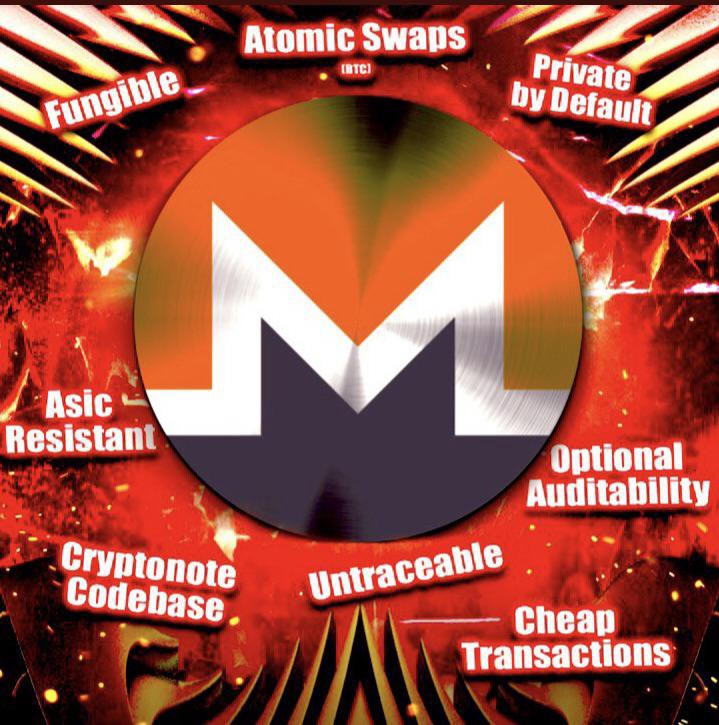 Atomic Swaps
(BTC)
Fungible
Private
by Default
Asic
Resistant
Optional
Auditability
Cryptonote
Codebase
Untraceable
Cheap
Transactions